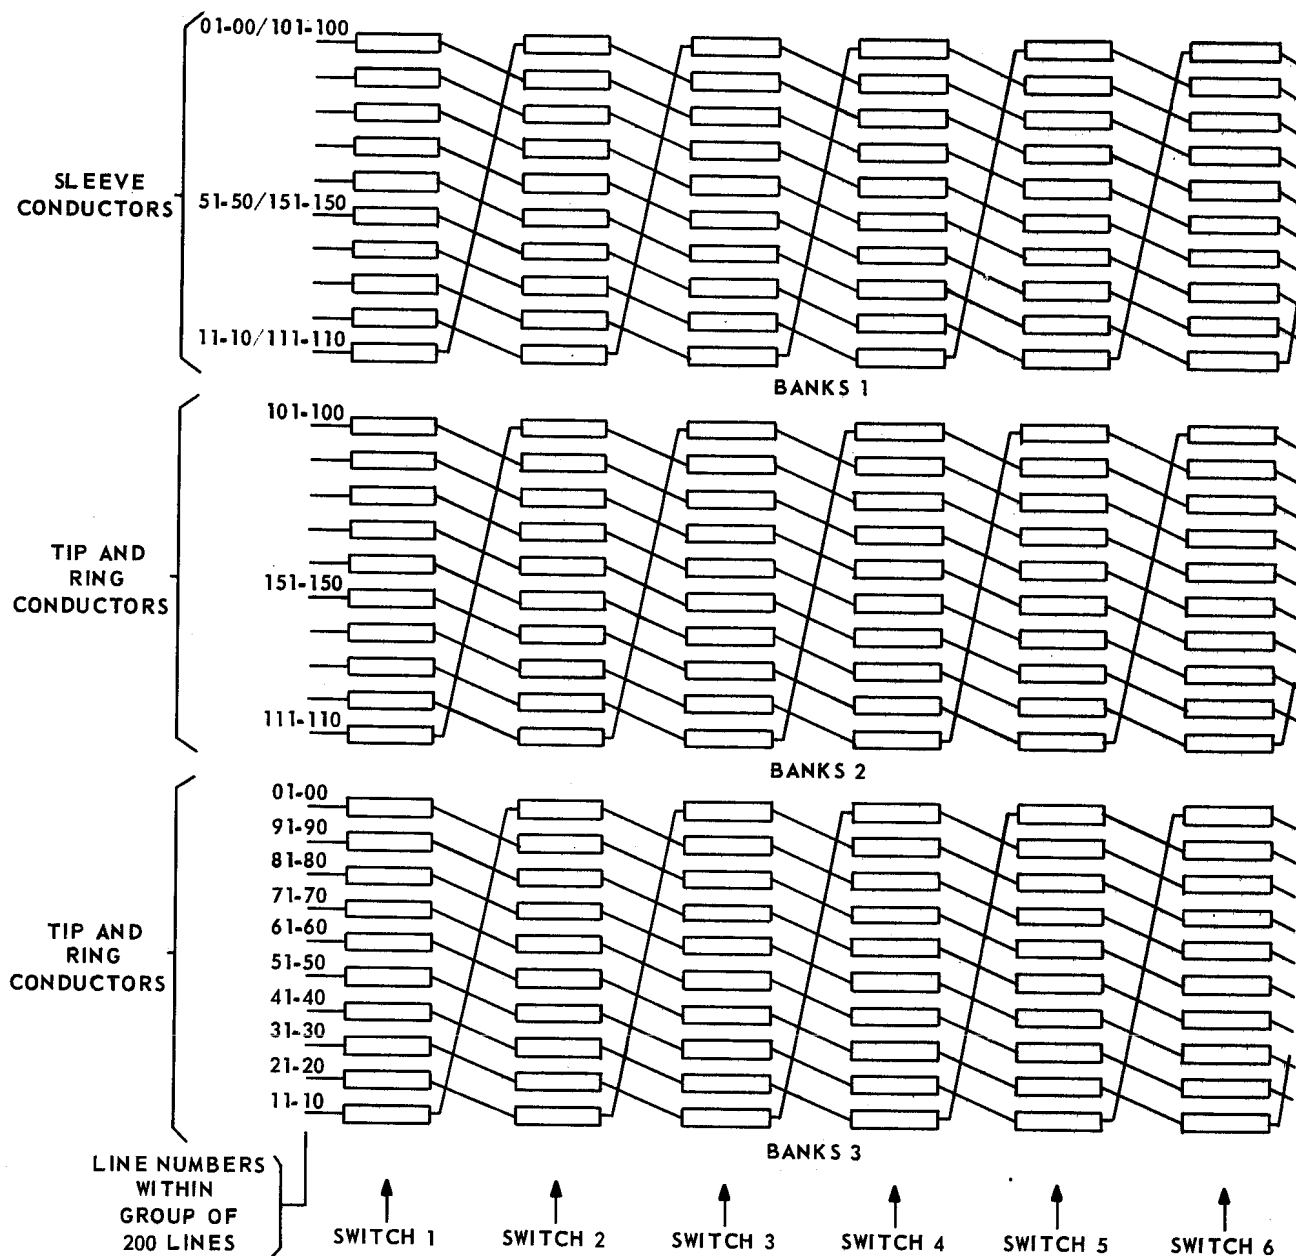 01-00/101-100
SLEEVE
CONDUCTORS
51-50/151-150
11-10/111-110
BANKS 1
101-100
TIP AND
RING
CONDUCTORS
151-150
111-110
BANKS 2
01-00
91-90
81-80
71-70
61-60
51-50
41-40
31-30
21-20
11-10
TIP AND
RING
CONDUCTORS
BANKS 3
LINE NUMBERS
WITHIN
GROUP OF
200 LINES
SWITCH 1
SWITCH 2
SWITCH 3
SWITCH 4
SWITCH 5
SWITCH 6